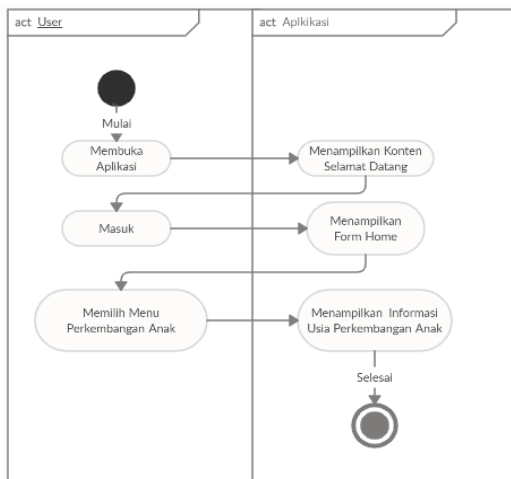 act User
act Aplkikasi
Mulai
Membuka
Aplikasi
Menampilkan Konten
Selamat Datang
Masuk
Menampilkan
Form Home
Memilih Menu
Perkembangan Anak
Menampilkan Informasi
Usia Perkembangan Anak
Selesai